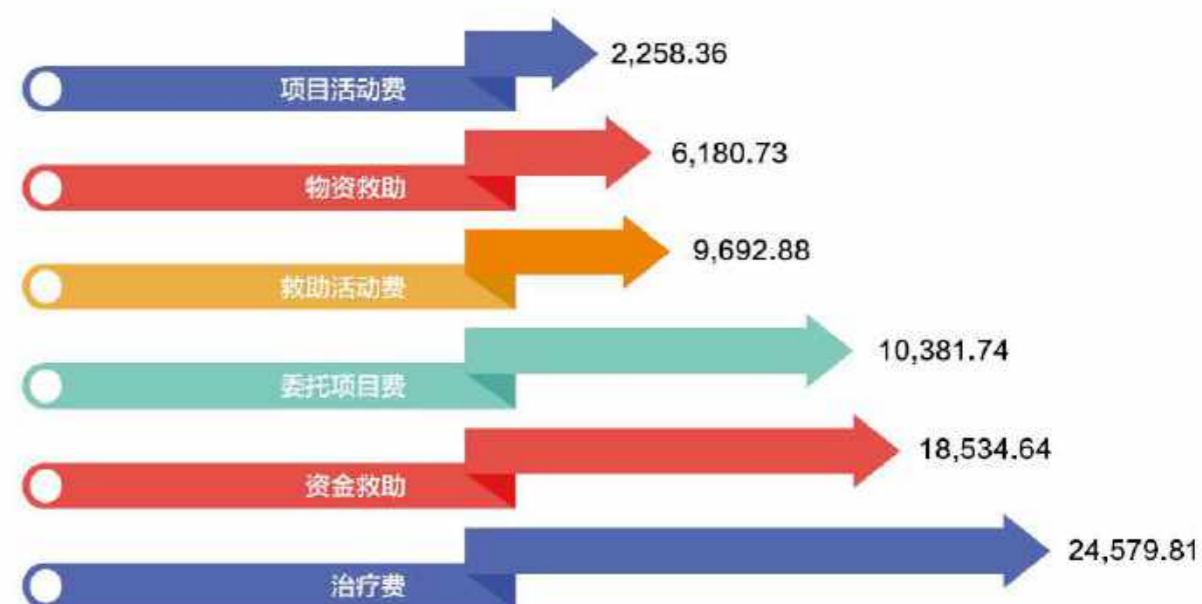 2,258.36
项目活动费
6,180.73
物资救助
9,692.88
救助活动费
10,381.74
委托项目费
18,534.64
资金救助
24,579.81
治疗费